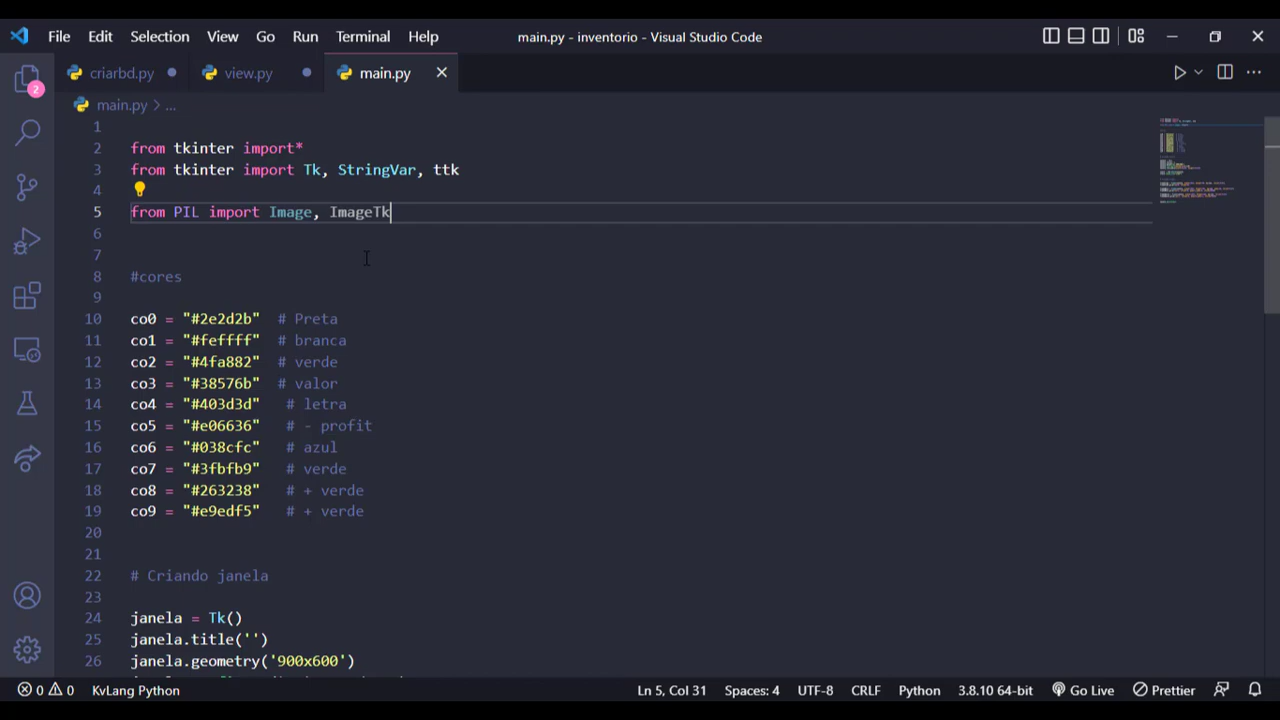 File Edit Selection View Go Run Terminal Help main.py - inventorio - Visual Studio Code
criarbd.py view.py main.py
main.py > ...
2
1
2 from tkinter import*
3 from tkinter import Tk, StringVar, ttk
4
5 from PIL import Image, ImageTk
6
7
8 #cores
9
10 co0 = "#2e2d2b" # Preta
11 co1 = "#feffff" # branca
12 co2 = "#4fa882" # verde
13 co3 = "#38576b" # valor
14 co4 = "#403d3d" # letra
15 co5 = "#e06636" # - profit
16 co6 = "#038cfc" # azul
17 co7 = "#3fbfb9" # verde
18 co8 = "#263238" # + verde
19 co9 = "#e9edf5" # + verde
20
21
22 # Criando janela
23
24 janela = Tk()
25 janela.title('')
26 janela.geometry('900x600')
0 0 KvLang Python Ln 5, Col 31 Spaces: 4 UTF-8 CRLF Python 3.8.10 64-bit Go Live Prettier